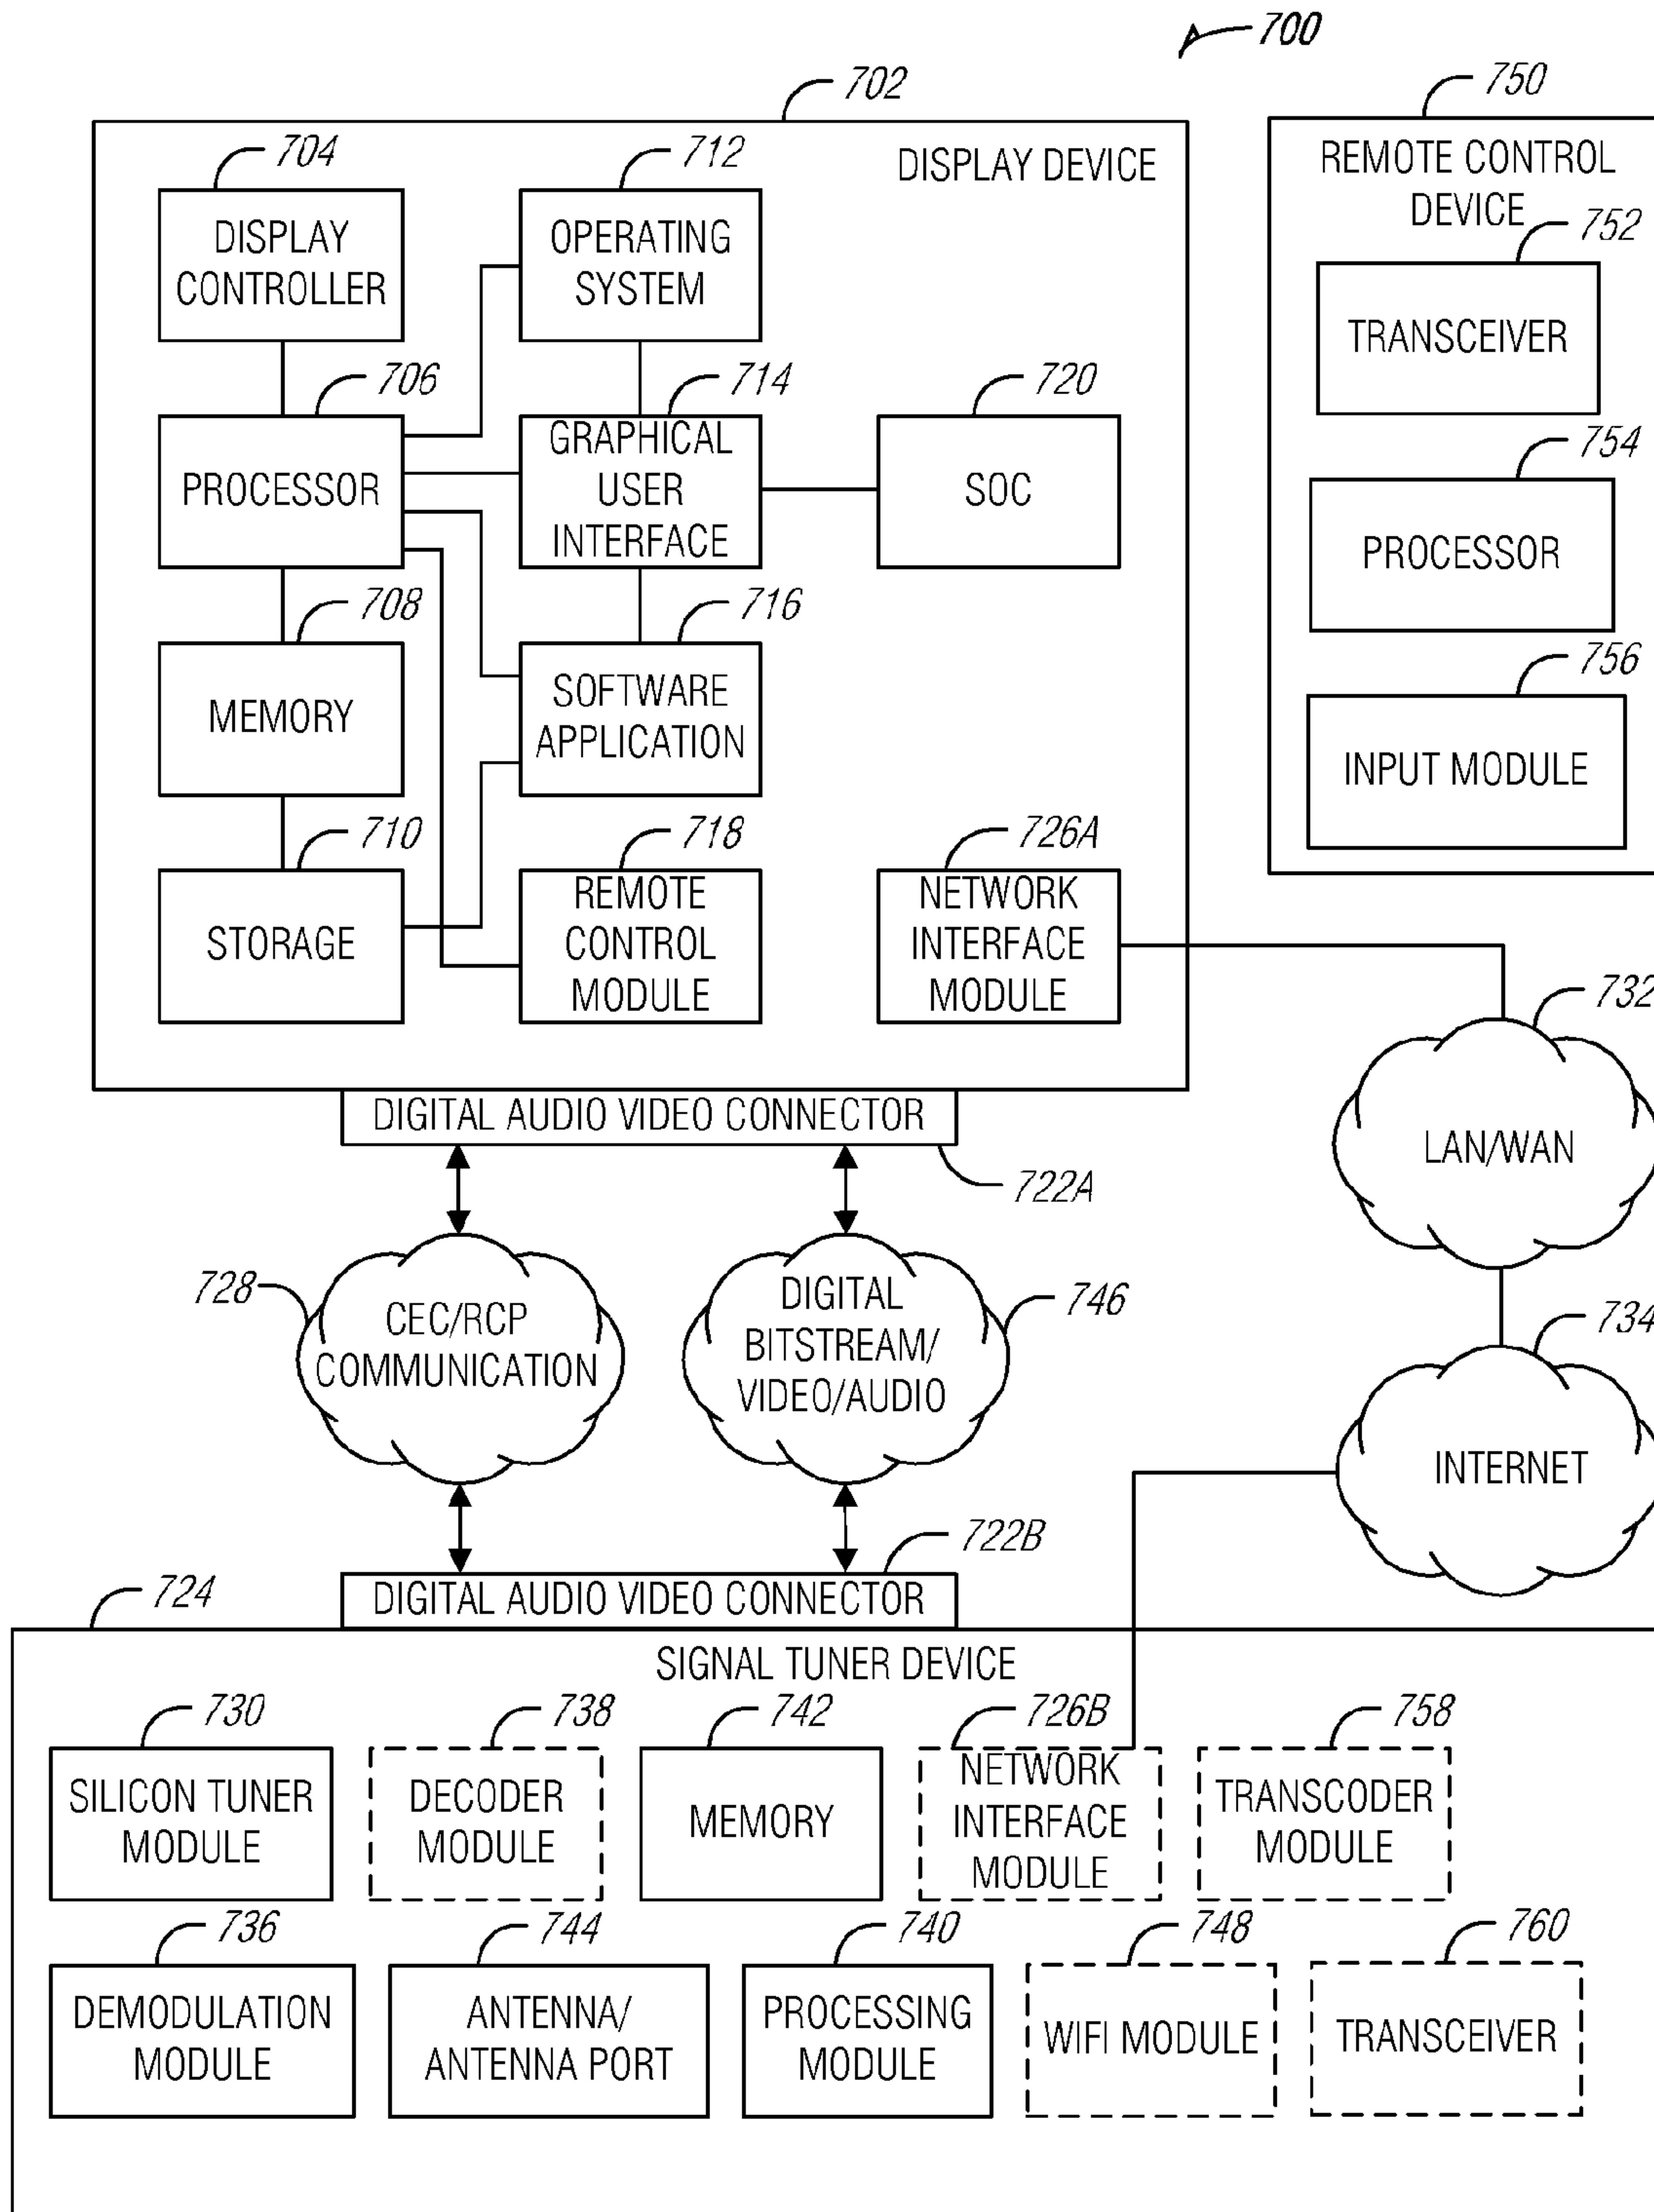 700
702
DISPLAY DEVICE
704
DISPLAY
CONTROLLER
712
OPERATING
SYSTEM
706
PROCESSOR
714
GRAPHICAL
USER
INTERFACE
720
SOC
708
MEMORY
716
SOFTWARE
APPLICATION
710
STORAGE
718
REMOTE
CONTROL
MODULE
726A
NETWORK
INTERFACE
MODULE
750
REMOTE CONTROL
DEVICE
752
TRANSCEIVER
754
PROCESSOR
756
INPUT MODULE
DIGITAL AUDIO VIDEO CONNECTOR
722A
732
LAN/WAN
728
CEC/RCP
COMMUNICATION
DIGITAL
BITSTREAM/
VIDEO/AUDIO
746
734
INTERNET
722B
DIGITAL AUDIO VIDEO CONNECTOR
724
SIGNAL TUNER DEVICE
730
SILICON TUNER
MODULE
738
DECODER
MODULE
742
MEMORY
726B
NETWORK
INTERFACE
MODULE
758
TRANSCODER
MODULE
736
DEMODULATION
MODULE
744
ANTENNA/
ANTENNA PORT
740
PROCESSING
MODULE
748
WIFI MODULE
760
TRANSCEIVER